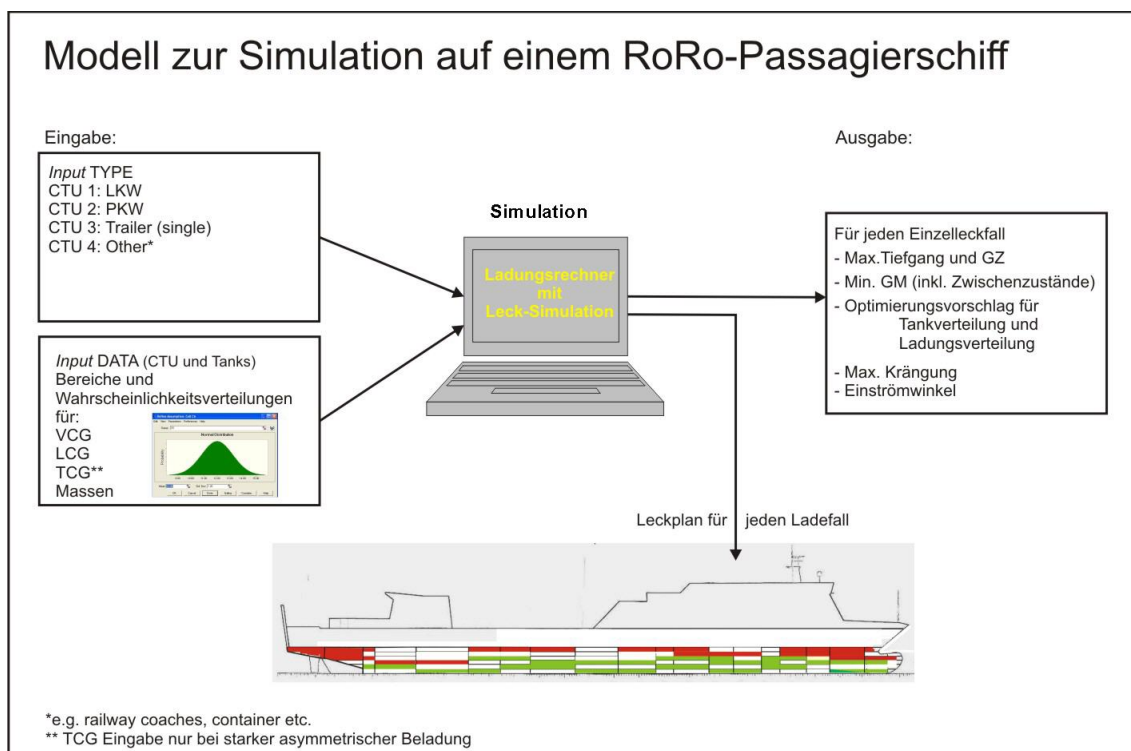 Modell zur Simulation auf einem RoRo-Passagierschiff
Eingabe:
Input TYPE
CTU 1: LKW
CTU 2: PKW
CTU 3: Trailer (single)
CTU 4: Other*
Input DATA (CTU und Tanks)
Bereiche und
Wahrscheinlichkeitsverteilungen
für:
VCG
LCG
TCG**
Massen
Normal Distribution
Simulation
Ladungsrechner
mit
Leck-Simulation
Ausgabe:
Für jeden Einzelleckfall
- Max.Tiefgang und GZ
- Min. GM (inkl. Zwischenzustände)
- Optimierungsvorschlag für
Tankverteilung und
Ladungsverteilung
- Max. Krängung
- Einströmwinkel
Leckplan für jeden Ladefall
*e.g. railway coaches, container etc.
** TCG Eingabe nur bei starker asymmetrischer Beladung